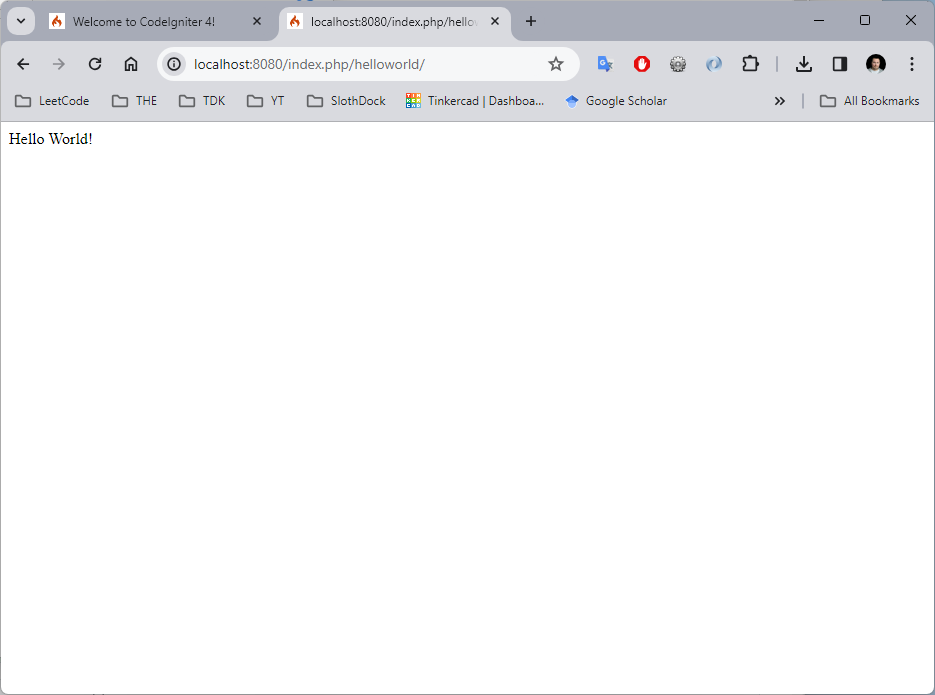 Welcome to CodeIgniter 4!
localhost:8080/index.php/hellow
localhost:8080/index.php/helloworld/
LeetCode THE TDK YT SlothDock Tinkercad | Dashboa... Google Scholar All Bookmarks
Hello World!